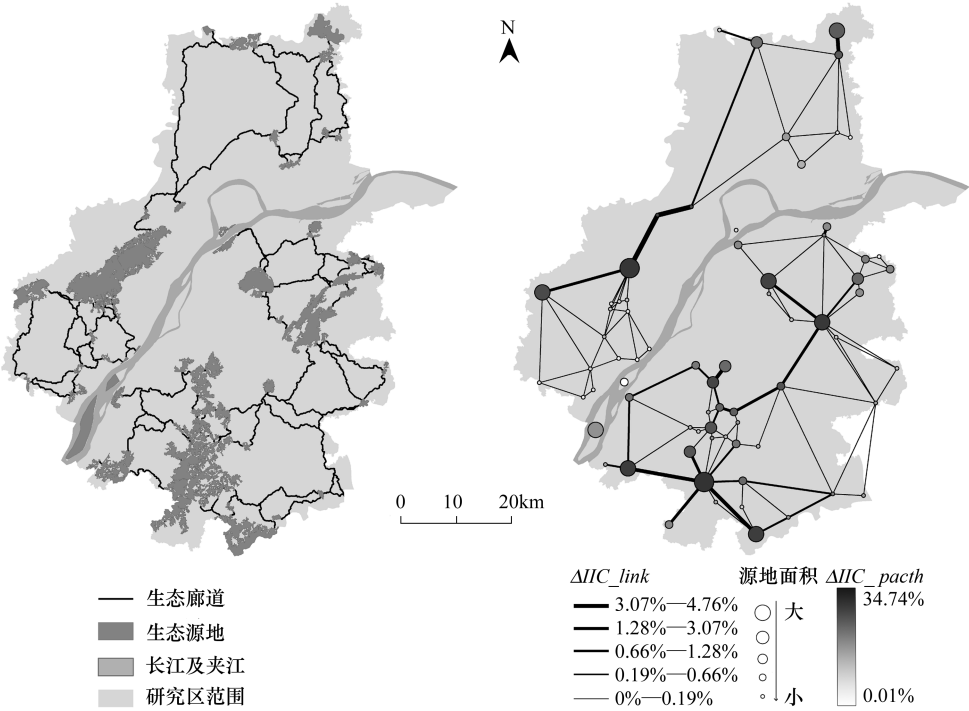 N
0 10 20km
生态廊道
生态源地
长江及夹江
研究区范围
ΔIIC_link
3.07%—4.76%
1.28%—3.07%
0.66%—1.28%
0.19%—0.66%
0%—0.19%
源地面积
大
小
ΔIIC_pacth
34.74%
0.01%